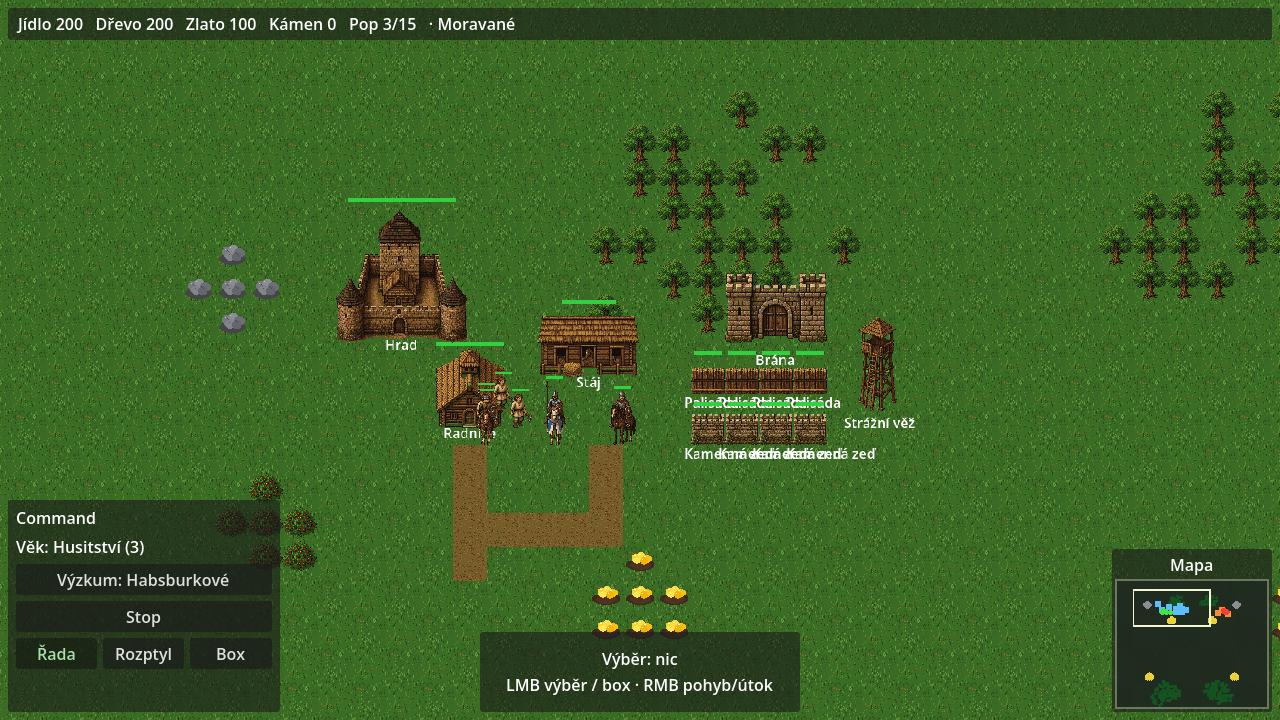 Jídlo 200 Dřevo 200 Zlato 100 Kámen 0 Pop 3/15 · Moravané
Hrad
Brána
Stáj
Strážní věž
Command
Věk: Husitství (3)
Výzkum: Habsburkové
Stop
Řada Rozptyl Box
Výběr: nic
LMB výběr / box · RMB pohyb/útok
Mapa